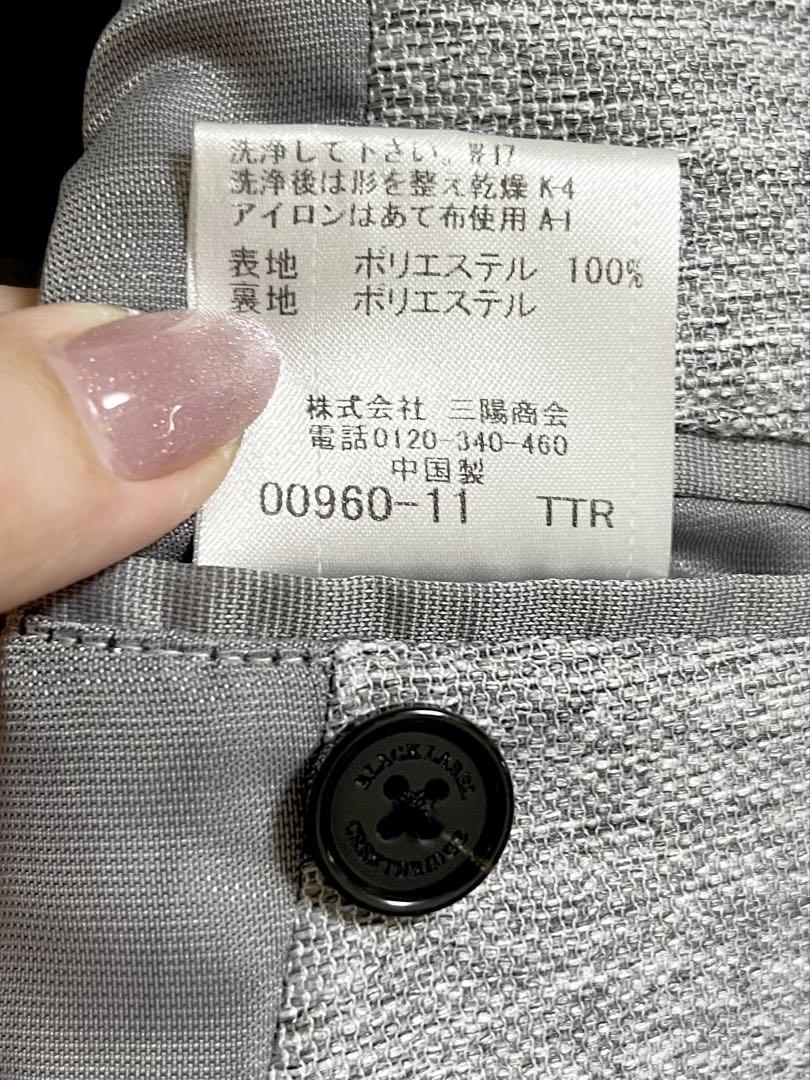 洗浄して下さい。W-17
洗浄後は形を整え乾燥 K-4
アイロンはあて布使用 A-1
表地 ポリエステル 100%
裏地 ポリエステル
株式会社 三陽商会
電話0120-340-460
中国製
00960-11 TTR
BLACK LABEL
CRESTBRIDGE